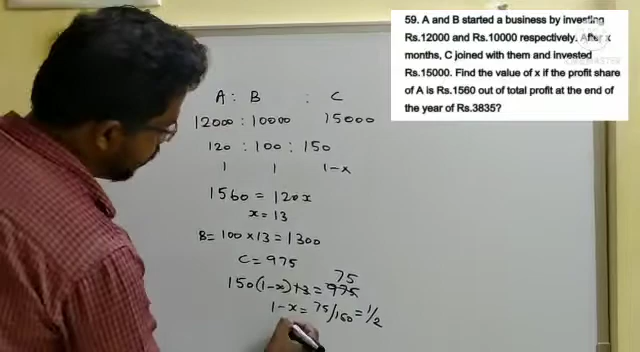 59. A and B started a business by investing
Rs.12000 and Rs.10000 respectively. After x
months, C joined with them and invested
Rs.15000. Find the value of x if the profit share
of A is Rs.1560 out of total profit at the end of
the year of Rs.3835?
A : B : C
12000 : 10000 15000
120 : 100 : 150
1 1 1-x
1560 = 120x
x = 13
B = 100 × 13 = 1300
C = 975
75
150(1-x) 13 = 975
1-x = 75/150 = 1/2